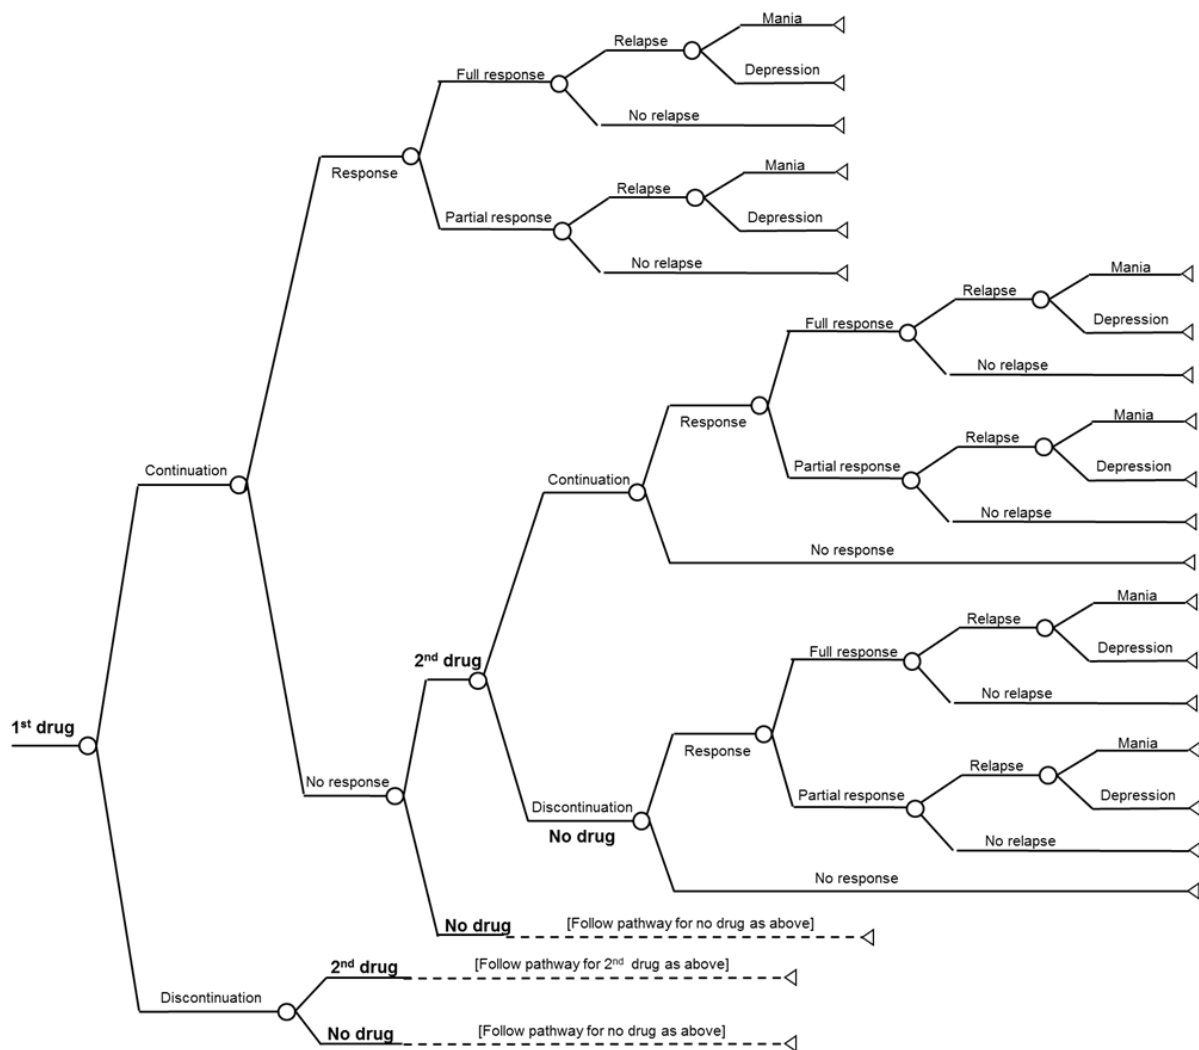 Mania
Relapse
Depression
Full response
No relapse
Response
Mania
Relapse
Depression
Partial response
No relapse
Mania
Relapse
Depression
Full response
No relapse
Response
Mania
Relapse
Depression
Partial response
No relapse
Continuation
Continuation
No response
Mania
Relapse
Depression
Full response
No relapse
2nd drug
Response
Mania
Relapse
Depression
Partial response
No relapse
1st drug
No response
Discontinuation
No drug
No response
No drug
[Follow pathway for no drug as above]
2nd drug
[Follow pathway for 2nd drug as above]
Discontinuation
No drug
[Follow pathway for no drug as above]